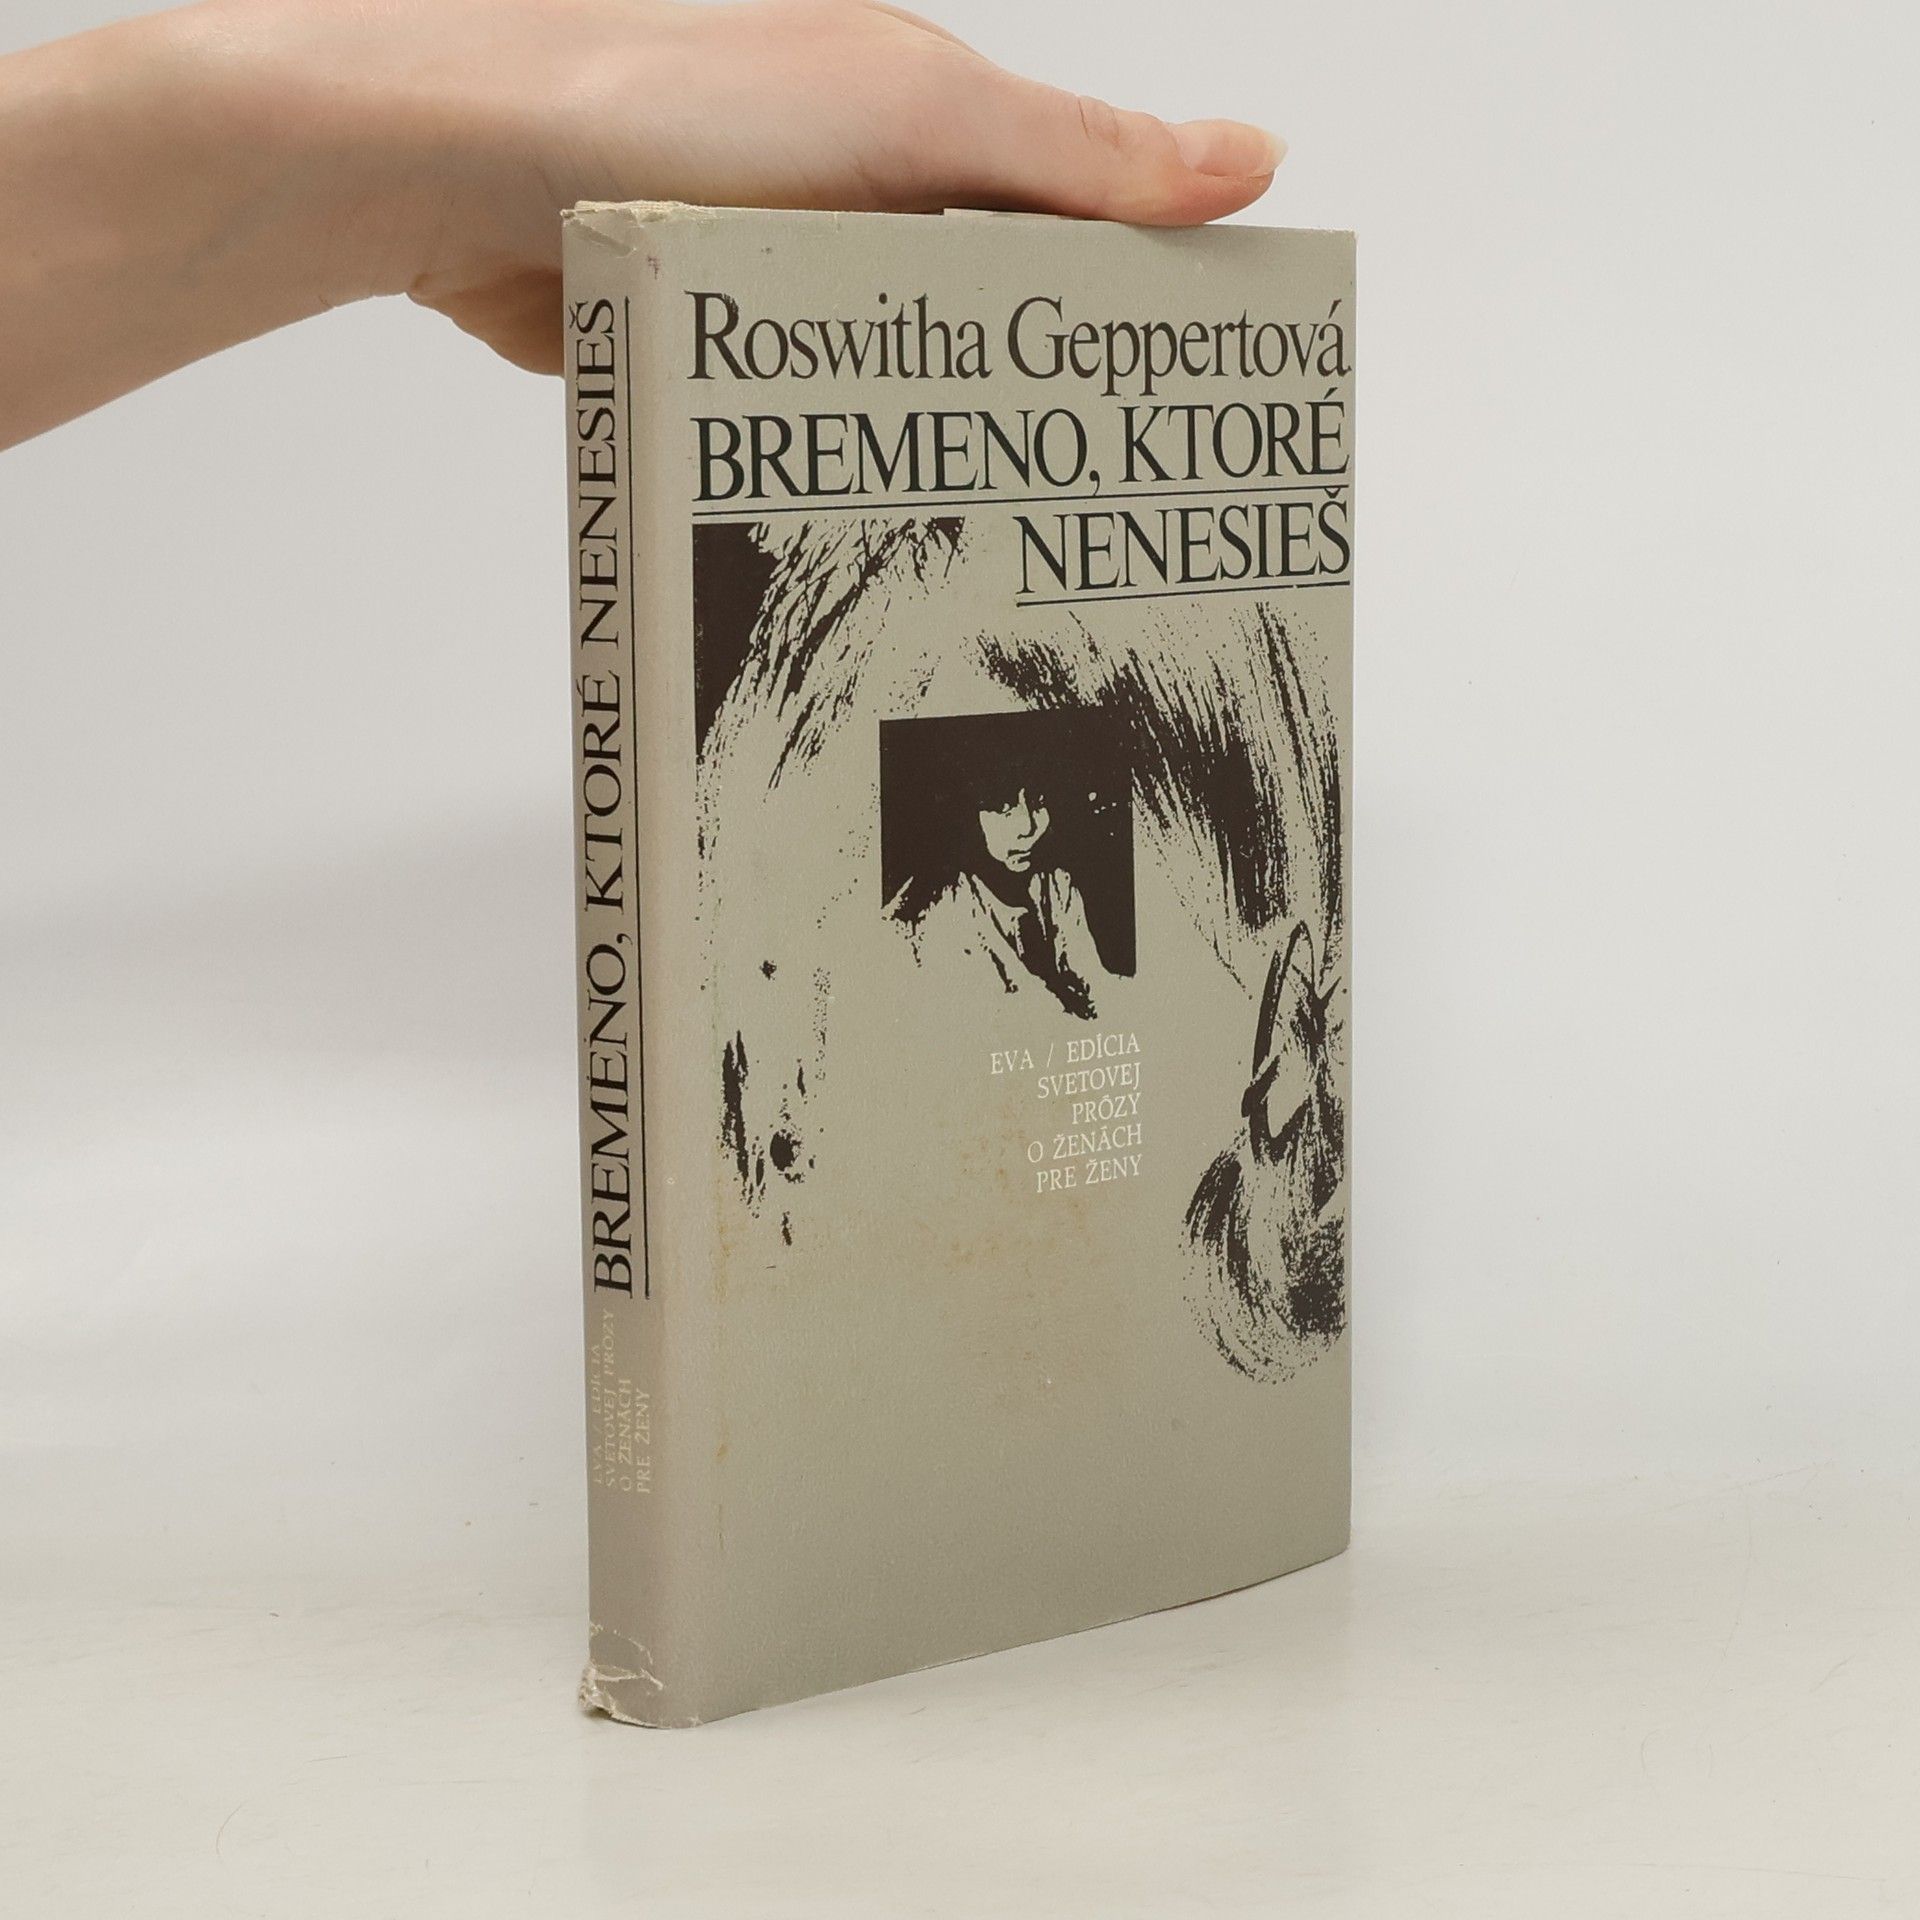 Roswitha Geppertová
BREMENO, KTORÉ
NENESIEŠ
EVA / EDÍCIA
SVETOVEJ
PRÔZY
O ŽENÁCH
PRE ŽENY
BREMENO, KTORÉ NENESIEŠ
EVA / EDÍCIA
SVETOVEJ PRÓZY
O ŽENÁCH
PRE ŽENY